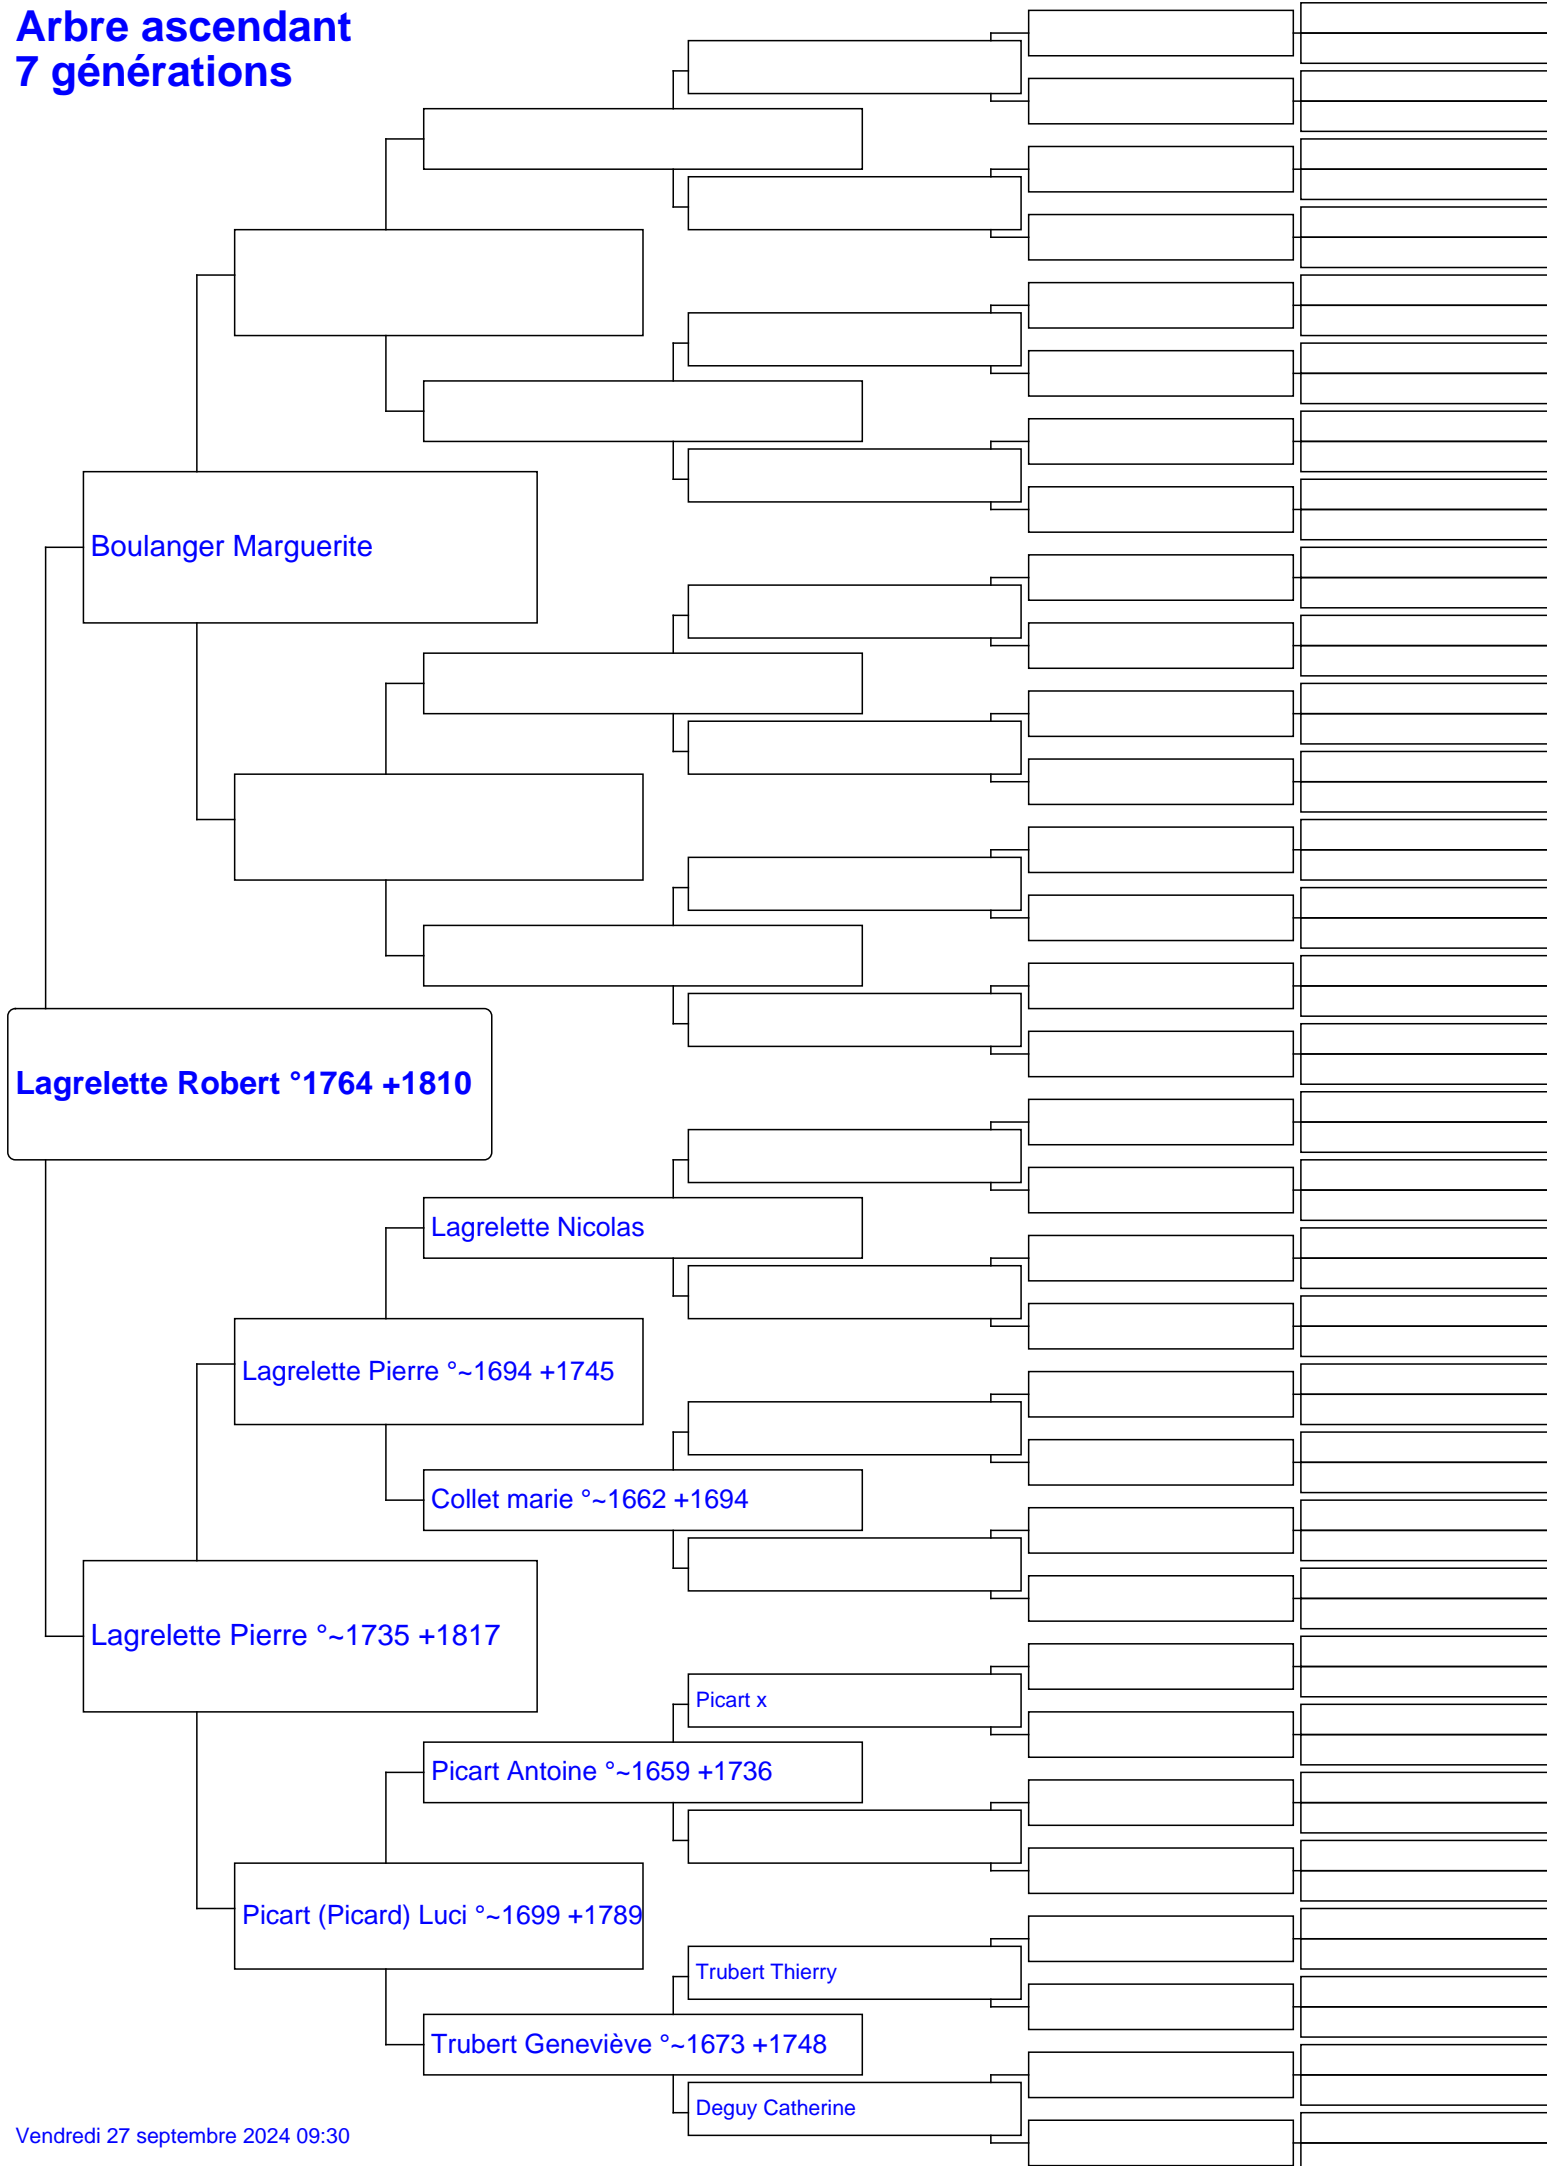 Arbre ascendant
7 générations
Boulanger Marguerite
Lagrelette Robert °1764 +1810
Lagrelette Nicolas
Lagrelette Pierre °~1694 +1745
Collet marie °~1662 +1694
Lagrelette Pierre °~1735 +1817
Picart x
Picart Antoine °~1659 +1736
Picart (Picard) Luci °~1699 +1789
Trubert Thierry
Trubert Geneviève °~1673 +1748
Deguy Catherine
Vendredi 27 septembre 2024 09:30